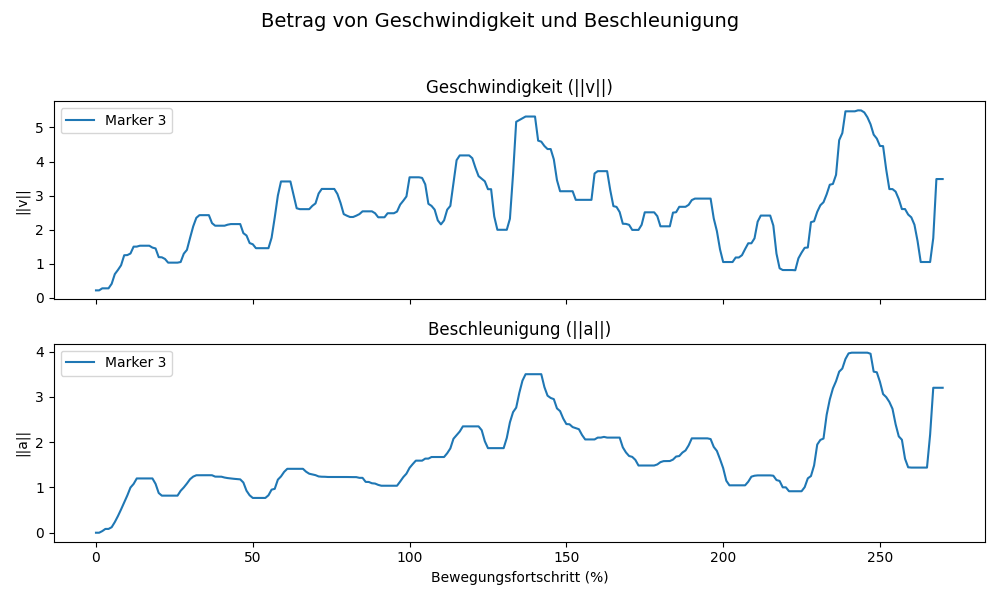 Betrag von Geschwindigkeit und Beschleunigung
Geschwindigkeit (||v||)
Marker 3
||v||
5
4
3
2
1
0
Beschleunigung (||a||)
Marker 3
||a||
4
3
2
1
0
0 50 100 150 200 250
Bewegungsfortschritt (%)